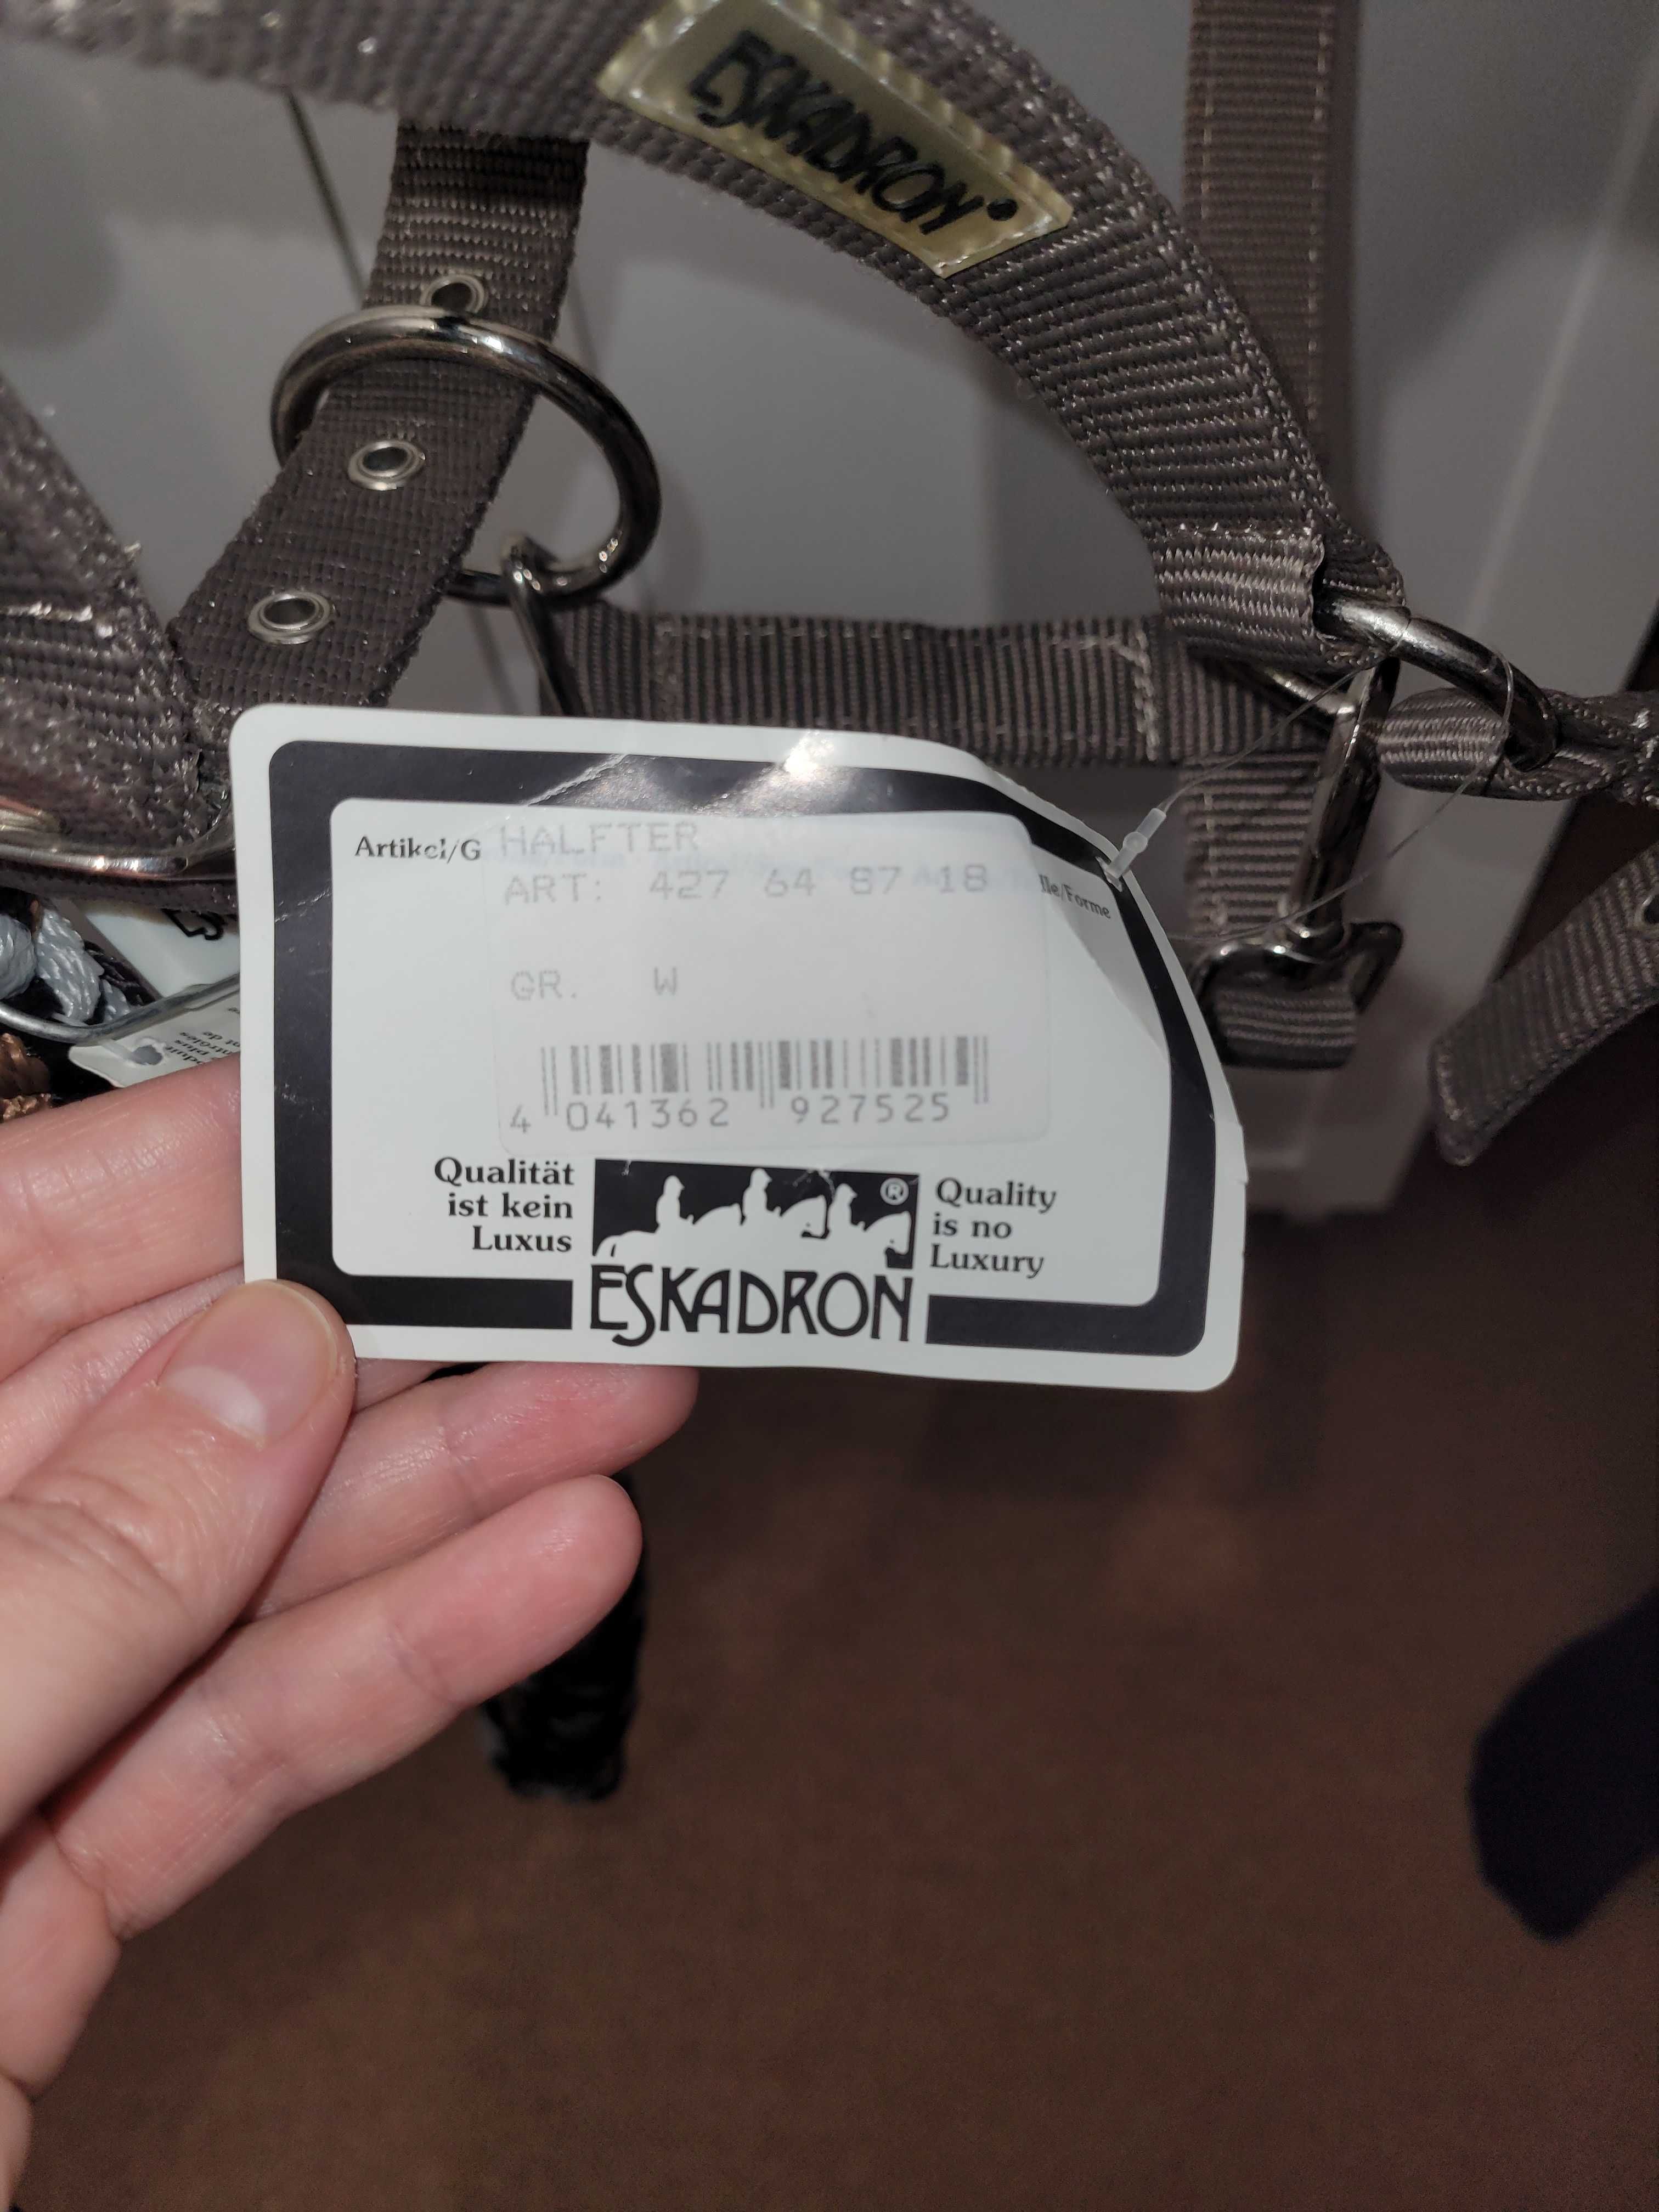 ESKADRON
Artikel/G
HALFTER
ART: 427 64 87 18
lle/Forme
GR. W
4 041362 927525
Qualität
ist kein
Luxus
®
ESKADRON
Quality
is no
Luxury